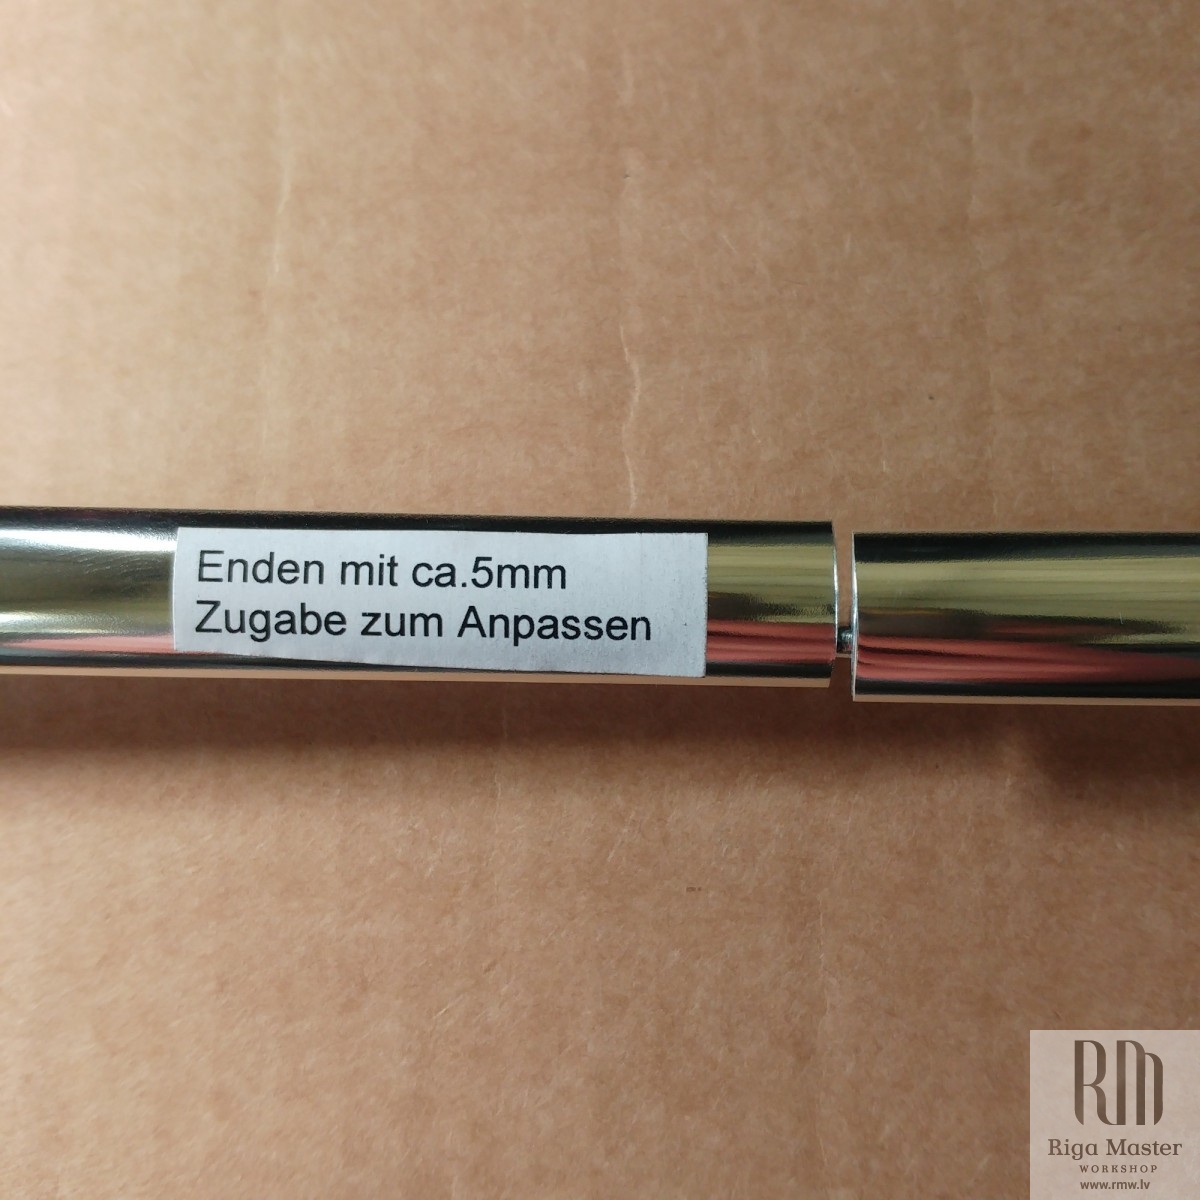 Enden mit ca.5mm
Zugabe zum Anpassen
RM
Riga Master
WORKSHOP
www.rmw.lv